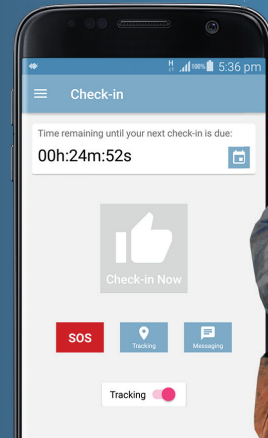 H
100% 5:36 pm
Check-in
Time remaining until your next check-in is due:
00h:24m:52s
Check-in Now
SOS
Tracking
Messaging
Tracking